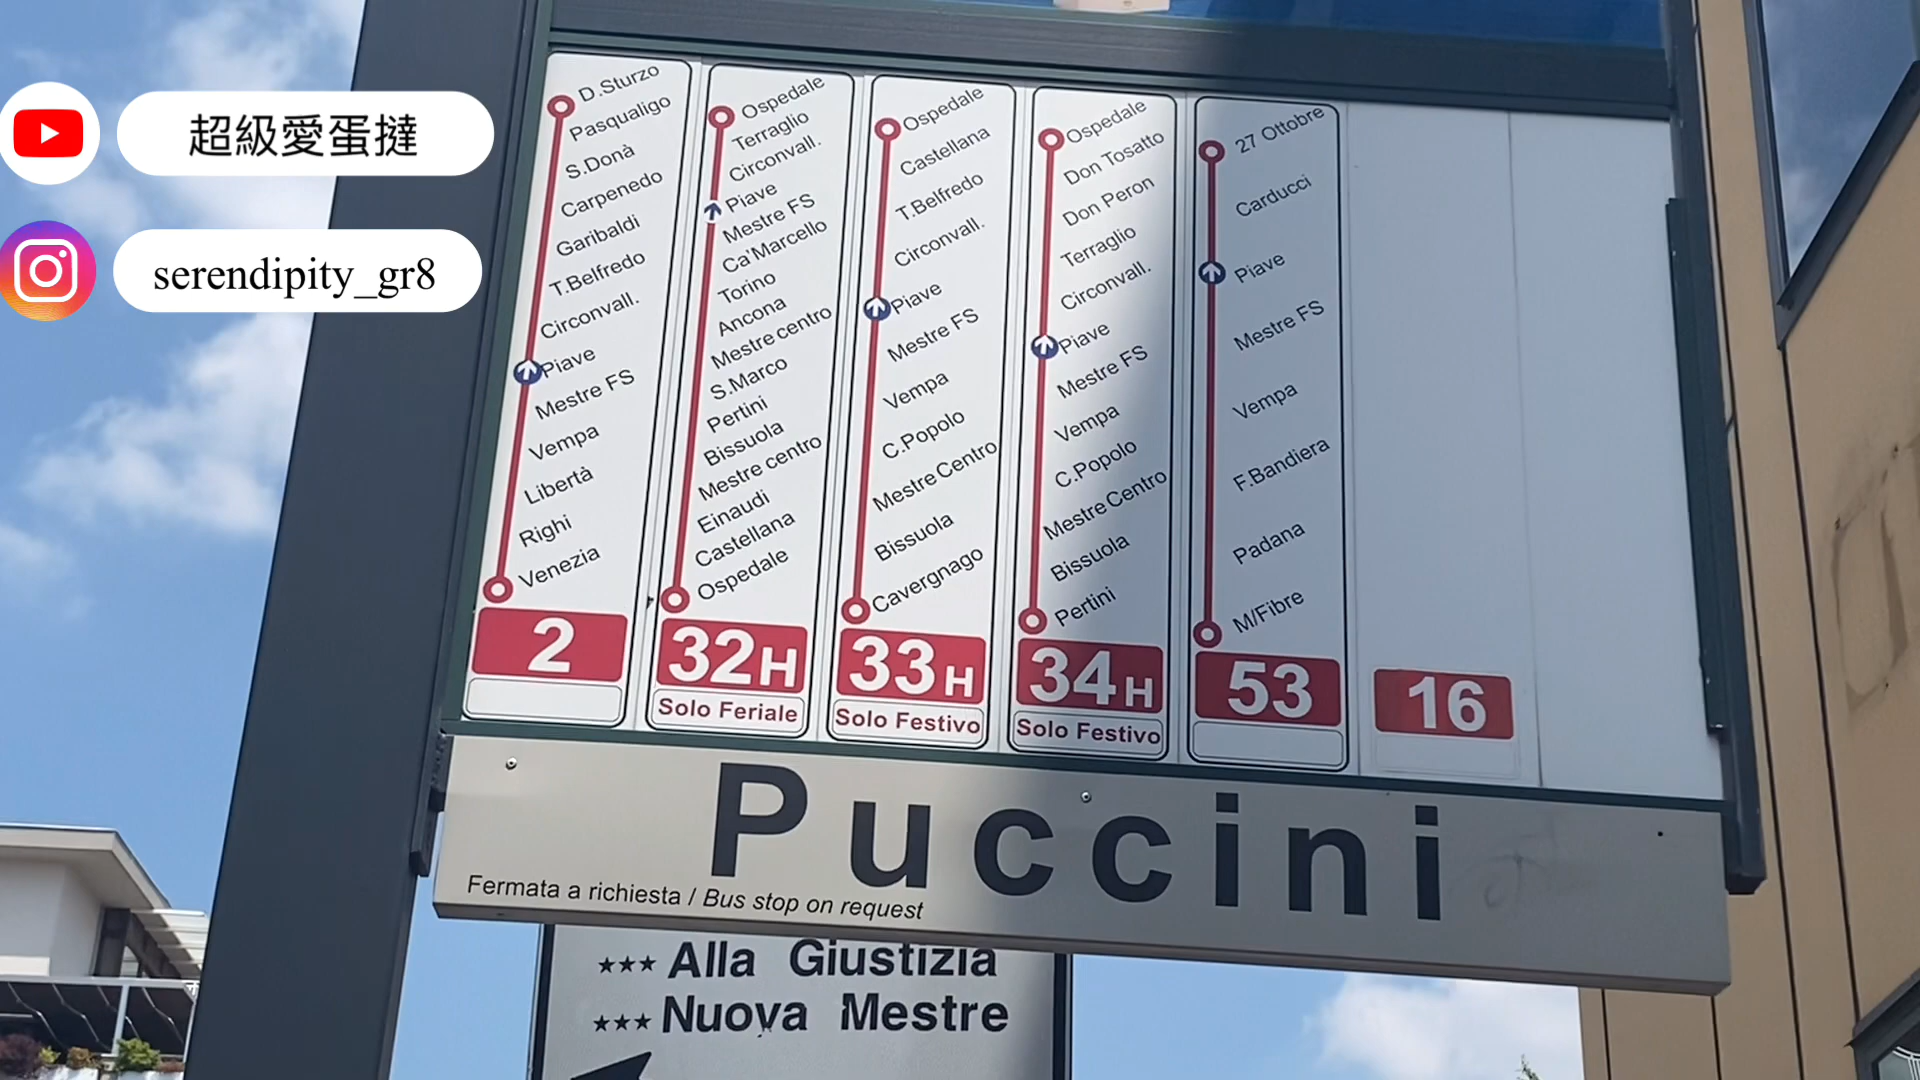 超級愛蛋撻
serendipity_gr8
D.Sturzo
Pasqualigo
S.Donà
Carpenedo
Garibaldi
T.Belfredo
Circonvall.
Piave
Mestre FS
Vempa
Libertà
Righi
Venezia
2
Ospedale
Terraglio
Circonvall.
Piave
Mestre FS
Ca'Marcello
Torino
Ancona
Mestre centro
S.Marco
Pertini
Bissuola
Mestre centro
Einaudi
Castellana
Ospedale
32H
Solo Feriale
Ospedale
Castellana
T.Belfredo
Circonvall.
Piave
Mestre FS
Vempa
C.Popolo
Mestre Centro
Bissuola
Cavergnago
33H
Solo Festivo
Ospedale
Don Tosatto
Don Peron
Terraglio
Circonvall.
Piave
Mestre FS
Vempa
C.Popolo
Mestre Centro
Bissuola
Pertini
34H
Solo Festivo
27 Ottobre
Carducci
Piave
Mestre FS
Vempa
F.Bandiera
Padana
M/Fibre
53
16
Puccini
Fermata a richiesta / Bus stop on request
*** Alla Giustizia
*** Nuova Mestre